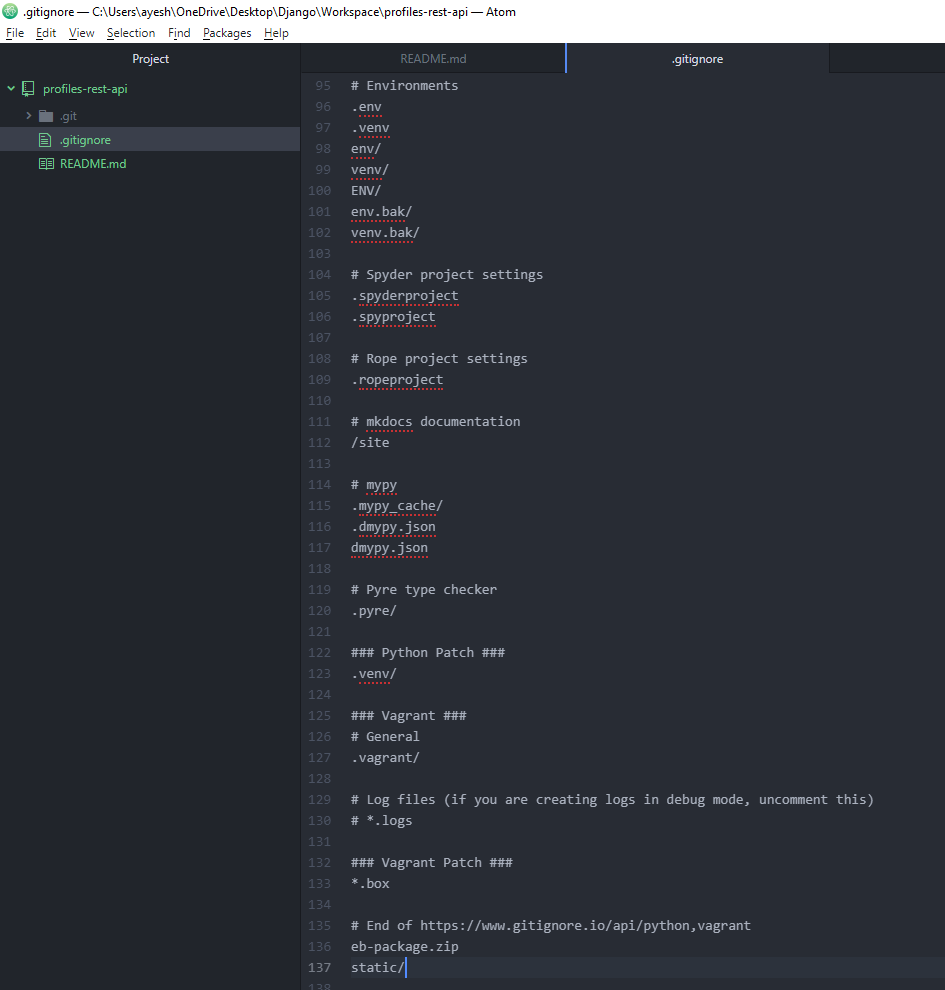 .gitignore — C:\Users\ayesh\OneDrive\Desktop\Django\Workspace\profiles-rest-api — Atom
File Edit View Selection Find Packages Help
Project
README.md
.gitignore
profiles-rest-api
.git
.gitignore
README.md
95 # Environments
96 .env
97 .venv
98 env/
99 venv/
100 ENV/
101 env.bak/
102 venv.bak/
103
104 # Spyder project settings
105 .spyderproject
106 .spyproject
107
108 # Rope project settings
109 .ropeproject
110
111 # mkdocs documentation
112 /site
113
114 # mypy
115 .mypy_cache/
116 .dmypy.json
117 dmypy.json
118
119 # Pyre type checker
120 .pyre/
121
122 ### Python Patch ###
123 .venv/
124
125 ### Vagrant ###
126 # General
127 .vagrant/
128
129 # Log files (if you are creating logs in debug mode, uncomment this)
130 # *.logs
131
132 ### Vagrant Patch ###
133 *.box
134
135 # End of https://www.gitignore.io/api/python,vagrant
136 eb-package.zip
137 static/
138